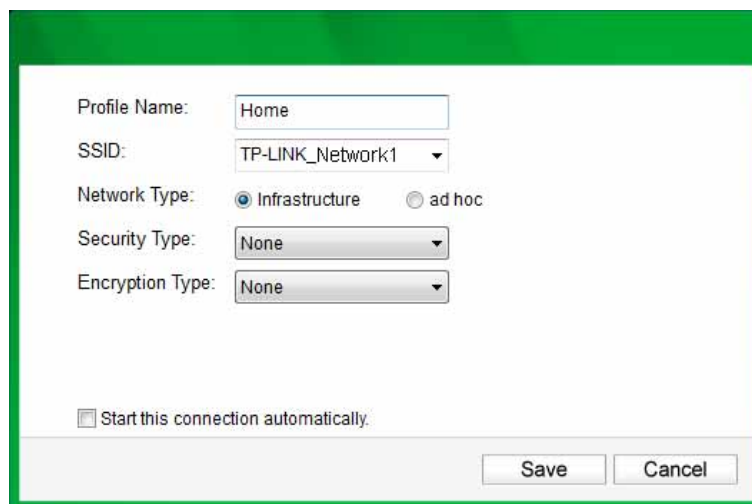 Profile Name: Home
SSID: TP-LINK_Network1
Network Type: Infrastructure ad hoc
Security Type: None
Encryption Type: None
Start this connection automatically.
Save Cancel